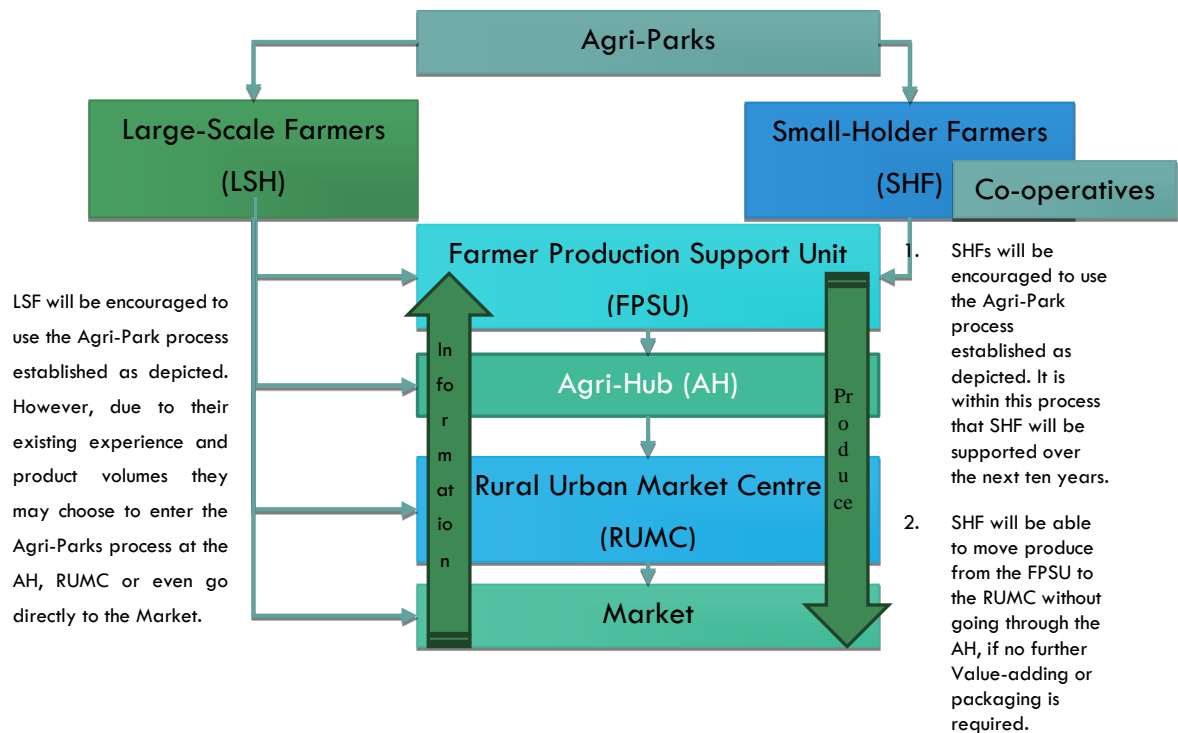 Agri-Parks
Large-Scale Farmers
(LSH)
Small-Holder Farmers
(SHF)
Co-operatives
Farmer Production Support Unit
(FPSU)
Agri-Hub (AH)
Rural Urban Market Centre
(RUMC)
Market
In
fo
r
m
at
io
n
Pr
o
d
u
ce
LSF will be encouraged to
use the Agri-Park process
established as depicted.
However, due to their
existing experience and
product volumes they
may choose to enter the
Agri-Parks process at the
AH, RUMC or even go
directly to the Market.
1. SHFs will be
encouraged to use
the Agri-Park
process
established as
depicted. It is
within this process
that SHF will be
supported over
the next ten years.
2. SHF will be able
to move produce
from the FPSU to
the RUMC without
going through the
AH, if no further
Value-adding or
packaging is
required.